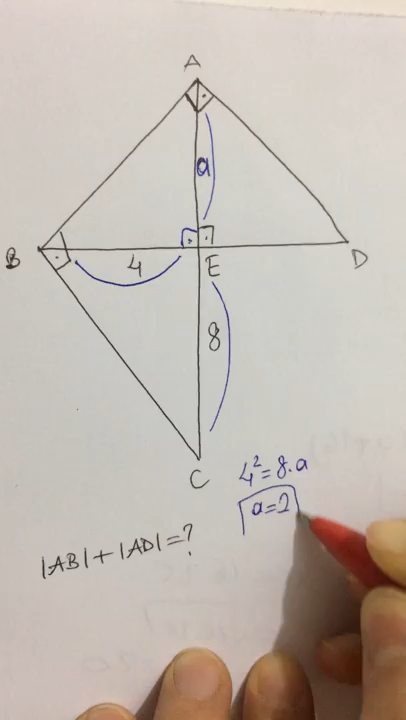 A
a
B
4
E
D
8
C
4² = 8.a
a=2
|AB| + |AD| = ?